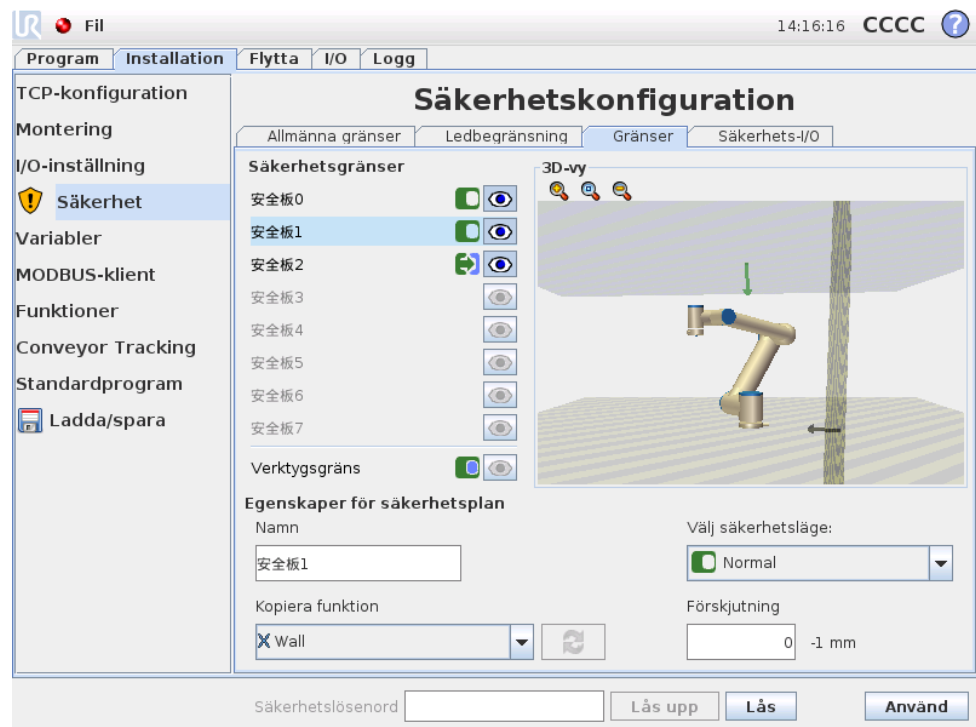 UR Fil 14:16:16 CCCC ?
Program Installation Flytta I/O Logg
TCP-konfiguration
Montering
I/O-inställning
Säkerhet
Variabler
MODBUS-klient
Funktioner
Conveyor Tracking
Standardprogram
Ladda/spara
Säkerhetskonfiguration
Allmänna gränser Ledbegränsning Gränser Säkerhets-I/O
Säkerhetsgränser
安全板0
安全板1
安全板2
安全板3
安全板4
安全板5
安全板6
安全板7
Verktygsgräns
3D-vy
Egenskaper för säkerhetsplan
Namn
安全板1
Välj säkerhetsläge:
Normal
Kopiera funktion
Wall
Förskjutning
0 -1 mm
Säkerhetslösenord Lås upp Lås Använd